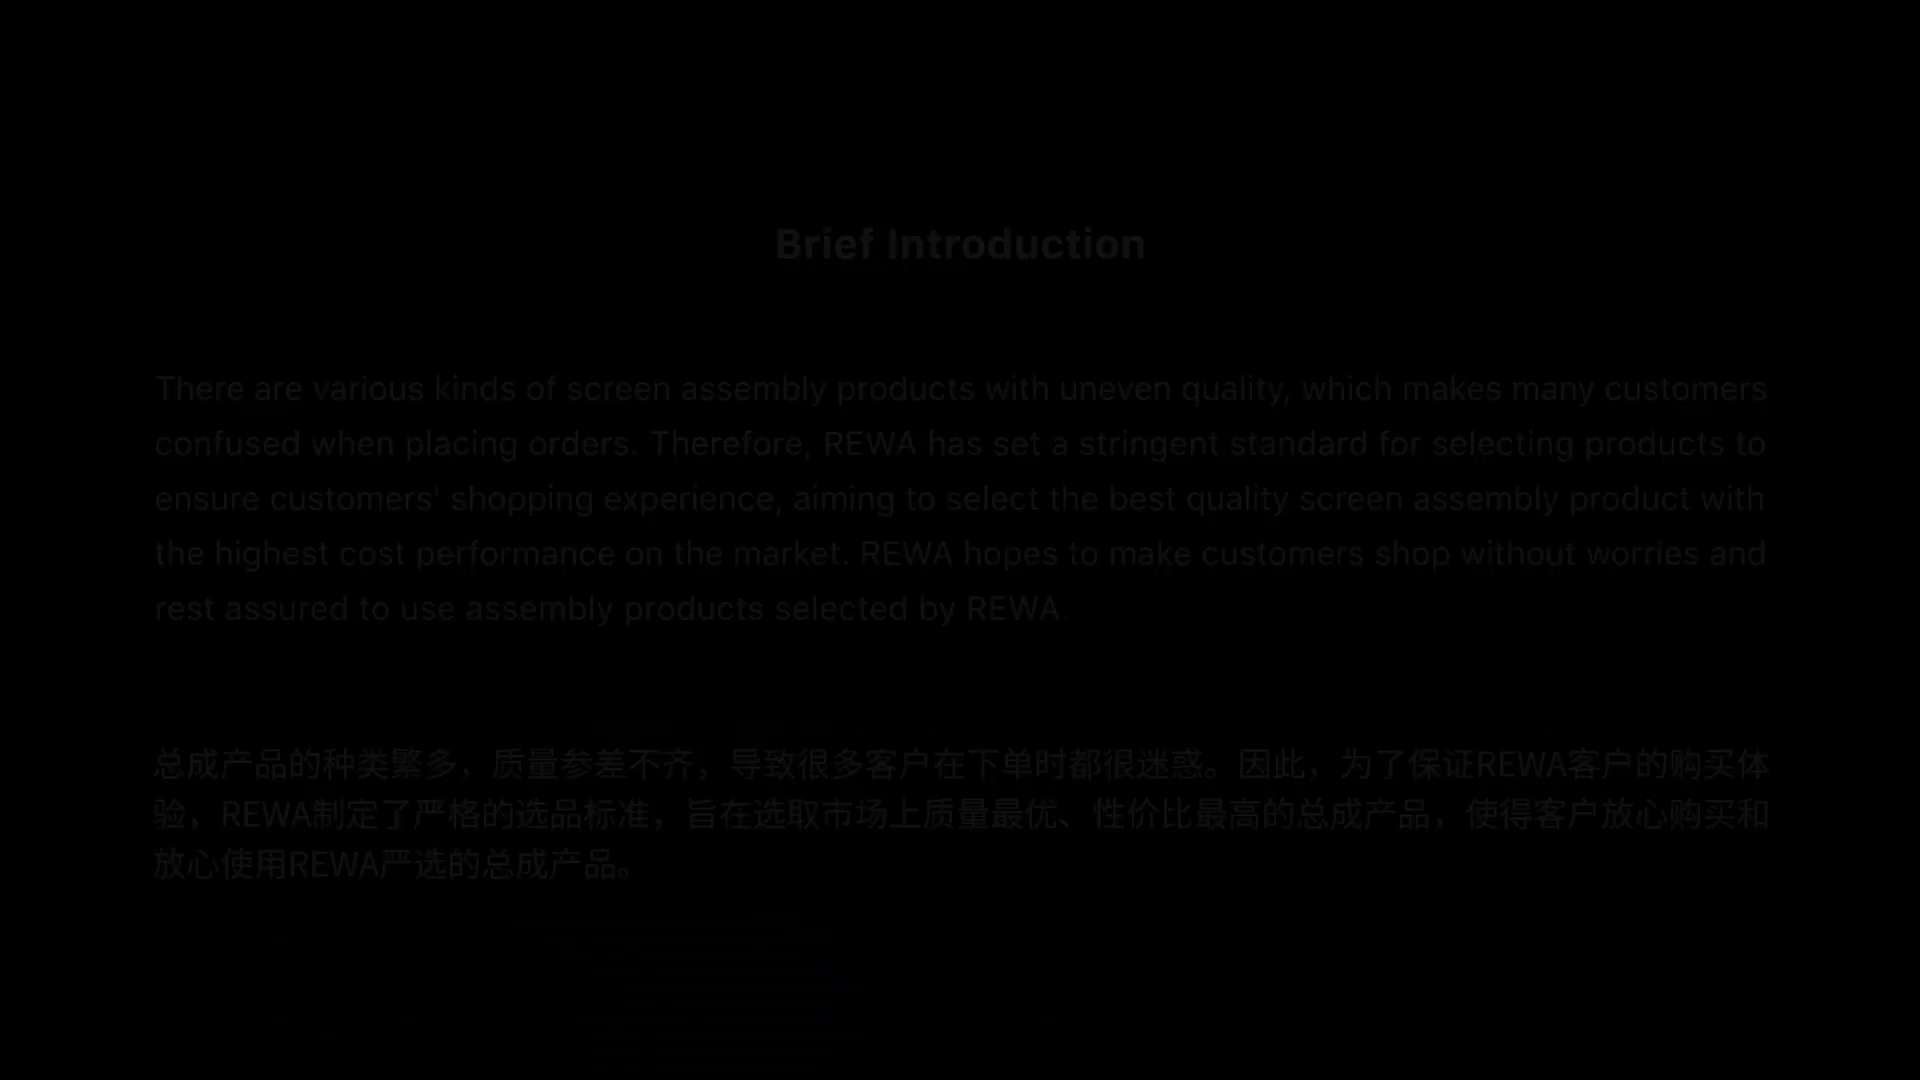 Brief Introduction
There are various kinds of screen assembly products with uneven quality, which makes many customers
confused when placing orders. Therefore, REWA has set a stringent standard for selecting products to
ensure customers' shopping experience, aiming to select the best quality screen assembly product with
the highest cost performance on the market. REWA hopes to make customers shop without worries and
rest assured to use assembly products selected by REWA.
总成产品的种类繁多，质量参差不齐，导致很多客户在下单时都很迷惑。因此，为了保证REWA客户的购买体
验，REWA制定了严格的选品标准，旨在选取市场上质量最优、性价比最高的总成产品，使得客户放心购买和
放心使用REWA严选的总成产品。